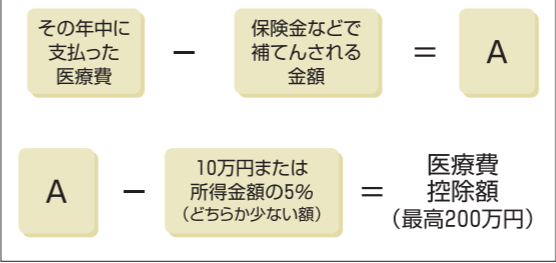 その年中に
支払った
医療費
−
保険金などで
補てんされる
金額
=
A
A
−
10万円または
所得金額の5%
(どちらか少ない額)
=
医療費
控除額
(最高200万円)